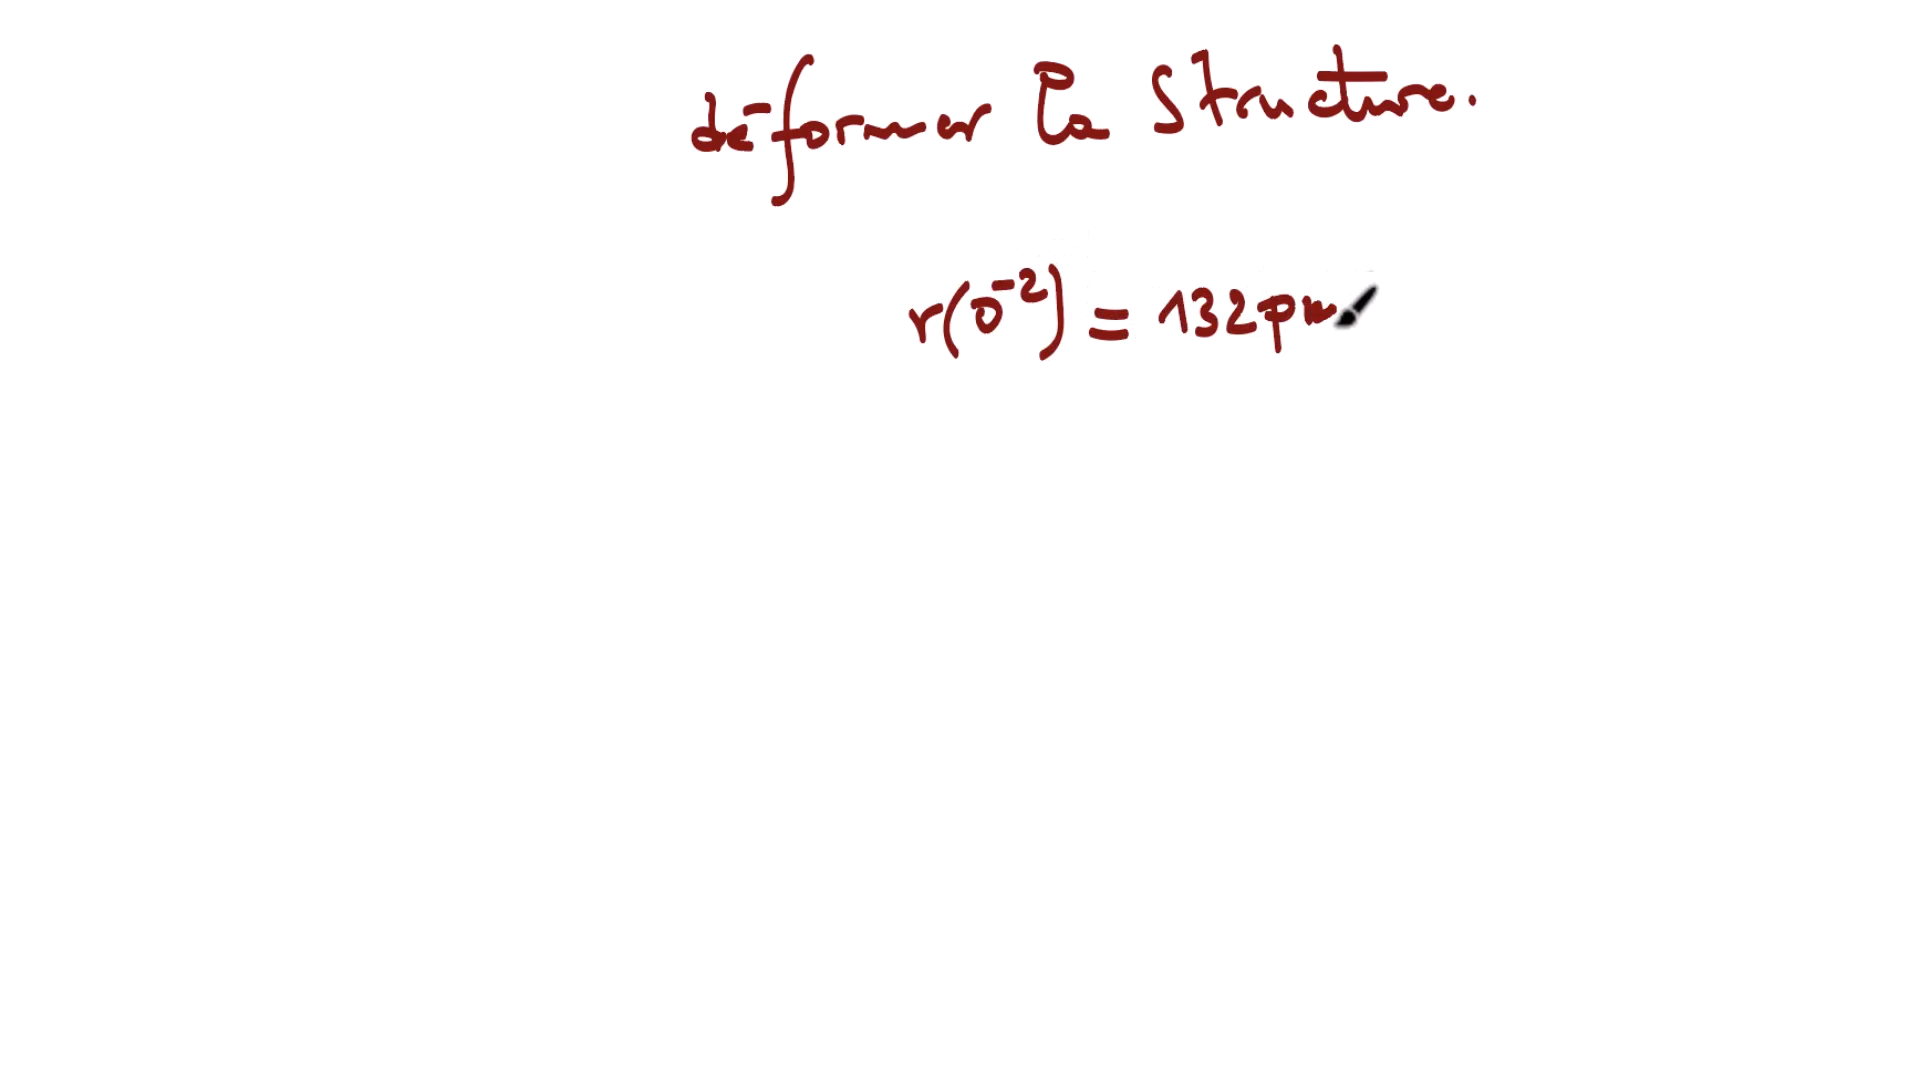 déformer la structure.
r(O⁻²) = 132pm